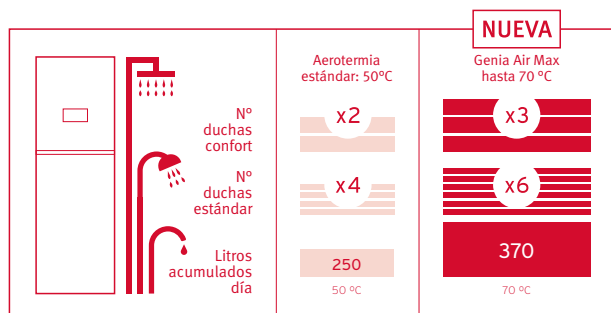 NUEVA
Aerotermia
estándar: 50°C
Genia Air Max
hasta 70 ºC
Nº
duchas
confort
x2
x3
Nº
duchas
estándar
x4
x6
Litros
acumulados
día
250
370
50 ºC
70 ºC